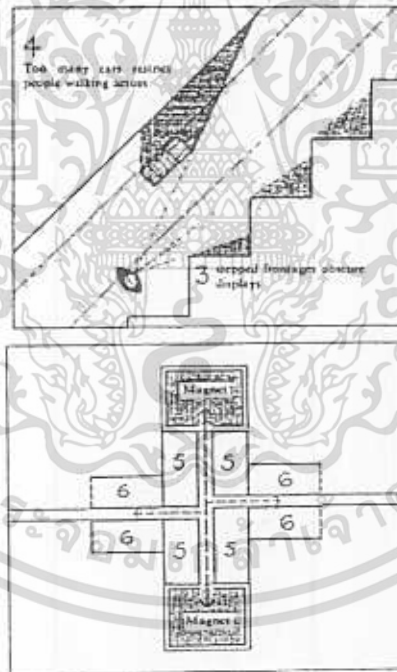 4
Too many cars
people walking across
3 stepped frontages obscure
displays
Magnet
5 5
6 6
6 6
5 5
Magnet